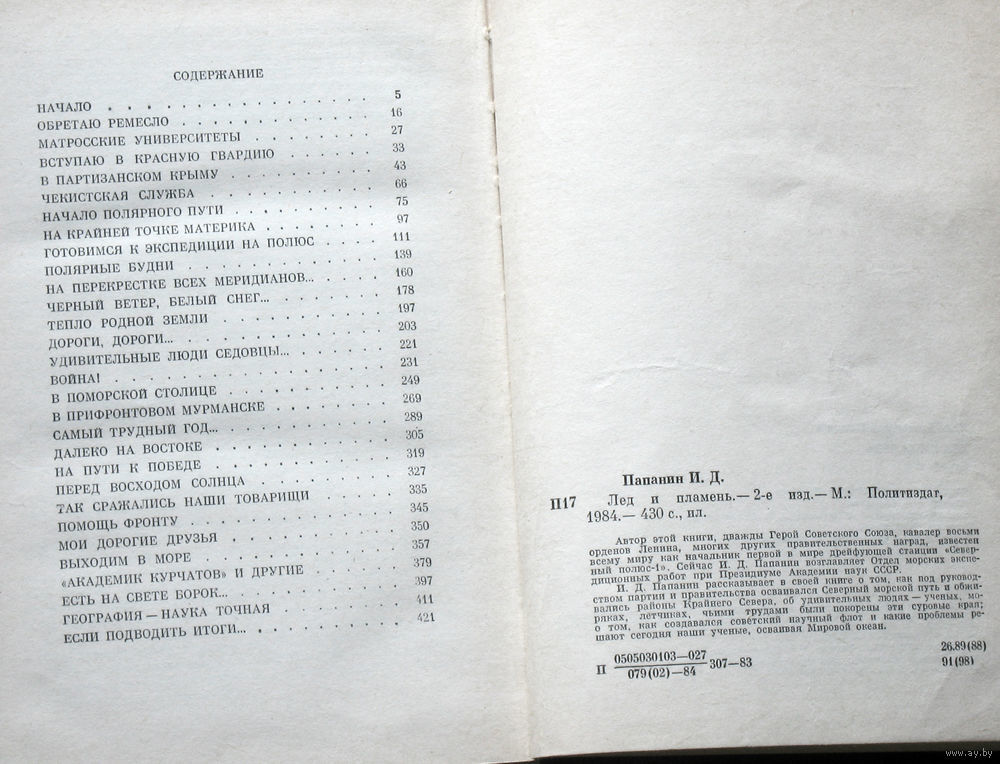 СОДЕРЖАНИЕ
НАЧАЛО . . . . . . . . . . . . . . . 5
ОБРЕТАЮ РЕМЕСЛО . . . . . . . . . . . 16
МАТРОССКИЕ УНИВЕРСИТЕТЫ . . . . . . . 27
ВСТУПАЮ В КРАСНУЮ ГВАРДИЮ . . . . . 33
В ПАРТИЗАНСКОМ КРЫМУ . . . . . . . . 43
ЧЕКИСТСКАЯ СЛУЖБА . . . . . . . . . 66
НАЧАЛО ПОЛЯРНОГО ПУТИ . . . . . . . . 75
НА КРАЙНЕЙ ТОЧКЕ МАТЕРИКА . . . . . . 97
ГОТОВИМСЯ К ЭКСПЕДИЦИИ НА ПОЛЮС . . . . 111
ПОЛЯРНЫЕ БУДНИ . . . . . . . . . . 139
НА ПЕРЕКРЕСТКЕ ВСЕХ МЕРИДИАНОВ... . . . . 160
ЧЕРНЫЙ ВЕТЕР, БЕЛЫЙ СНЕГ... . . . . . . 178
ТЕПЛО РОДНОЙ ЗЕМЛИ . . . . . . . . . 197
ДОРОГИ, ДОРОГИ... . . . . . . . . . . 203
УДИВИТЕЛЬНЫЕ ЛЮДИ СЕДОВЦЫ... . . . . . 221
ВОЙНА! . . . . . . . . . . . . . . 231
В ПОМОРСКОЙ СТОЛИЦЕ . . . . . . . . 249
В ПРИФРОНТОВОМ МУРМАНСКЕ . . . . . . 269
САМЫЙ ТРУДНЫЙ ГОД... . . . . . . . . 289
ДАЛЕКО НА ВОСТОКЕ . . . . . . . . . 305
НА ПУТИ К ПОБЕДЕ . . . . . . . . . 319
ПЕРЕД ВОСХОДОМ СОЛНЦА . . . . . . . 327
ТАК СРАЖАЛИСЬ НАШИ ТОВАРИЩИ . . . . 335
ПОМОЩЬ ФРОНТУ . . . . . . . . . . 345
МОИ ДОРОГИЕ ДРУЗЬЯ . . . . . . . . 350
ВЫХОДИМ В МОРЕ . . . . . . . . . 357
«АКАДЕМИК КУРЧАТОВ» И ДРУГИЕ . . . . . 379
ЕСТЬ НА СВЕТЕ БОРОК... . . . . . . . . 397
ГЕОГРАФИЯ — НАУКА ТОЧНАЯ . . . . . . 411
ЕСЛИ ПОДВОДИТЬ ИТОГИ... . . . . . . . . 421
Папанин И. Д.
П17 Лед и пламень.— 2-е изд.— М.: Политиздат,
1984.— 430 с., ил.
Автор этой книги, дважды Герой Советского Союза, кавалер восьми
орденов Ленина, многих других правительственных наград, известен
всему миру как начальник первой в мире дрейфующей станции «Север-
ный полюс-1». Сейчас И. Д. Папанин возглавляет Отдел морских экспе-
диционных работ при Президиуме Академии наук СССР.
И. Д. Папанин рассказывает в своей книге о том, как под руковод-
ством партии и правительства осваивался Северный морской путь и обжи-
вались районы Крайнего Севера, об удивительных людях — ученых, мо-
ряках, летчиках, чьими трудами были покорены эти суровые края;
о том, как создавался советский научный флот и какие проблемы ре-
шают сегодня наши ученые, осваивая Мировой океан.
П 0505030103—027 307—83
079(02)—84
26.89(88)
91(98)
www.ay.by